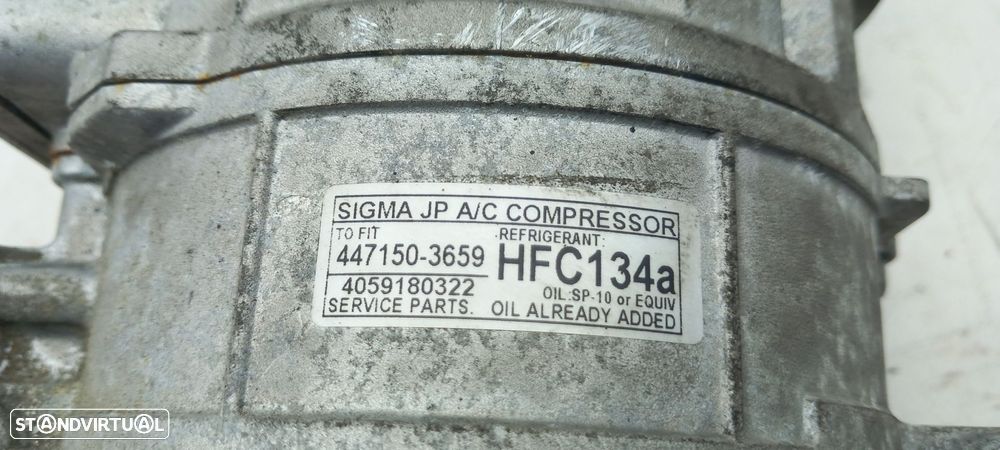 SIGMA JP A/C COMPRESSOR
TO FIT
447150-3659
4059180322
SERVICE PARTS.
REFRIGERANT:
HFC134a
OIL:SP-10 or EQUIV
OIL ALREADY ADDED
STANDVIRTUAL